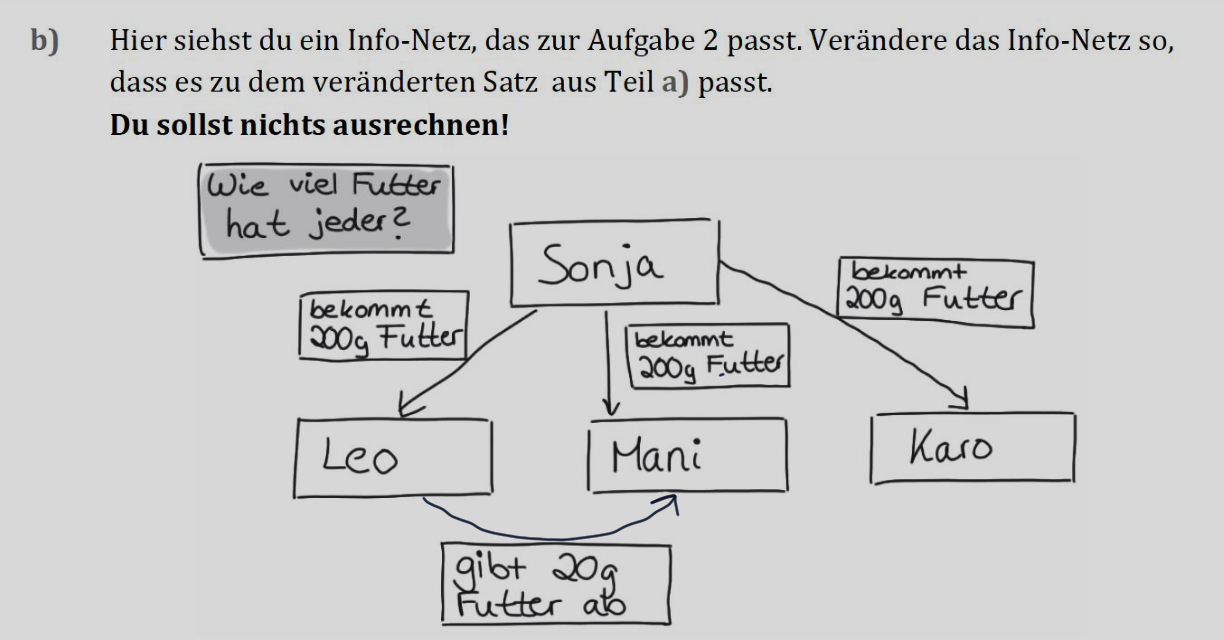 b) Hier siehst du ein Info-Netz, das zur Aufgabe 2 passt. Verändere das Info-Netz so,
dass es zu dem veränderten Satz aus Teil a) passt.
Du sollst nichts ausrechnen!
Wie viel Futter
hat jeder?
Sonja
bekommt
200g Futter
bekommt
200g Futter
bekommt
200g Futter
Leo
Mani
Karo
gibt 20g
Futter ab